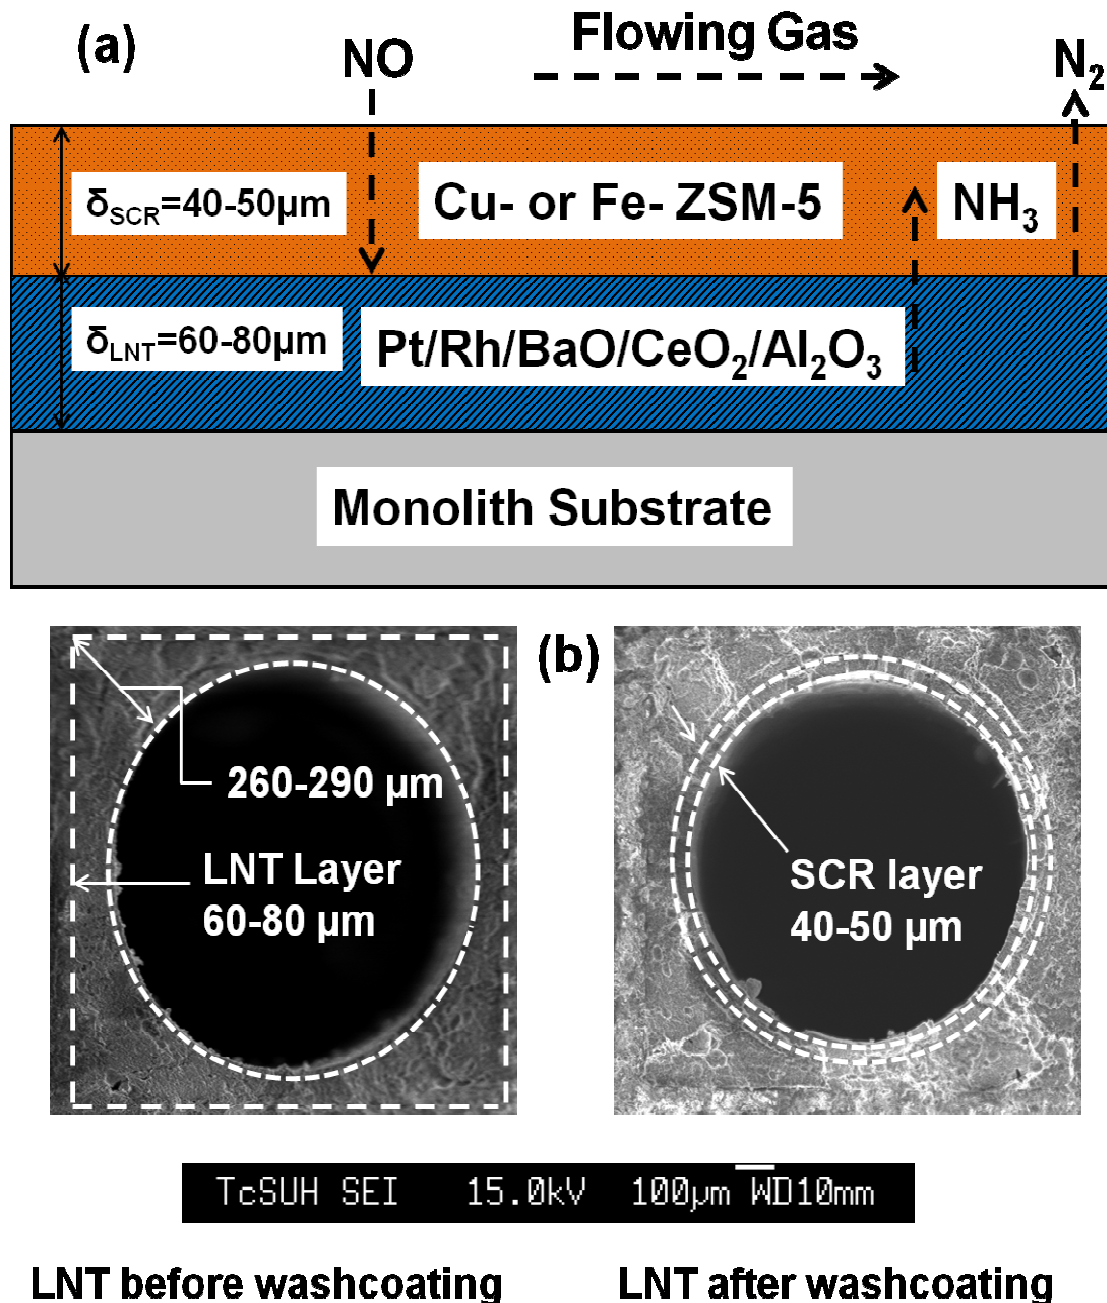 (a)
NO
Flowing Gas
N₂
δSCR=40-50μm
Cu- or Fe- ZSM-5
NH₃
δLNT=60-80μm
Pt/Rh/BaO/CeO₂/Al₂O₃
Monolith Substrate
(b)
260-290 μm
LNT Layer
60-80 μm
SCR layer
40-50 μm
TcSUH SEI 15.0kV 100μm WD10mm
LNT before washcoating
LNT after washcoating